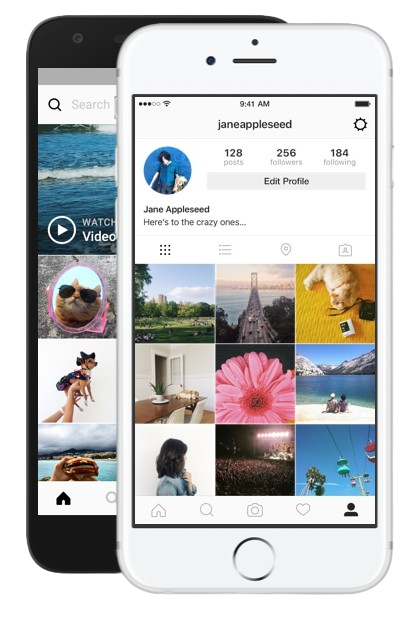 Search
WATCH
Video
9:41 AM
janeappleseed
128
posts
256
followers
184
following
Edit Profile
Jane Appleseed
Here's to the crazy ones...